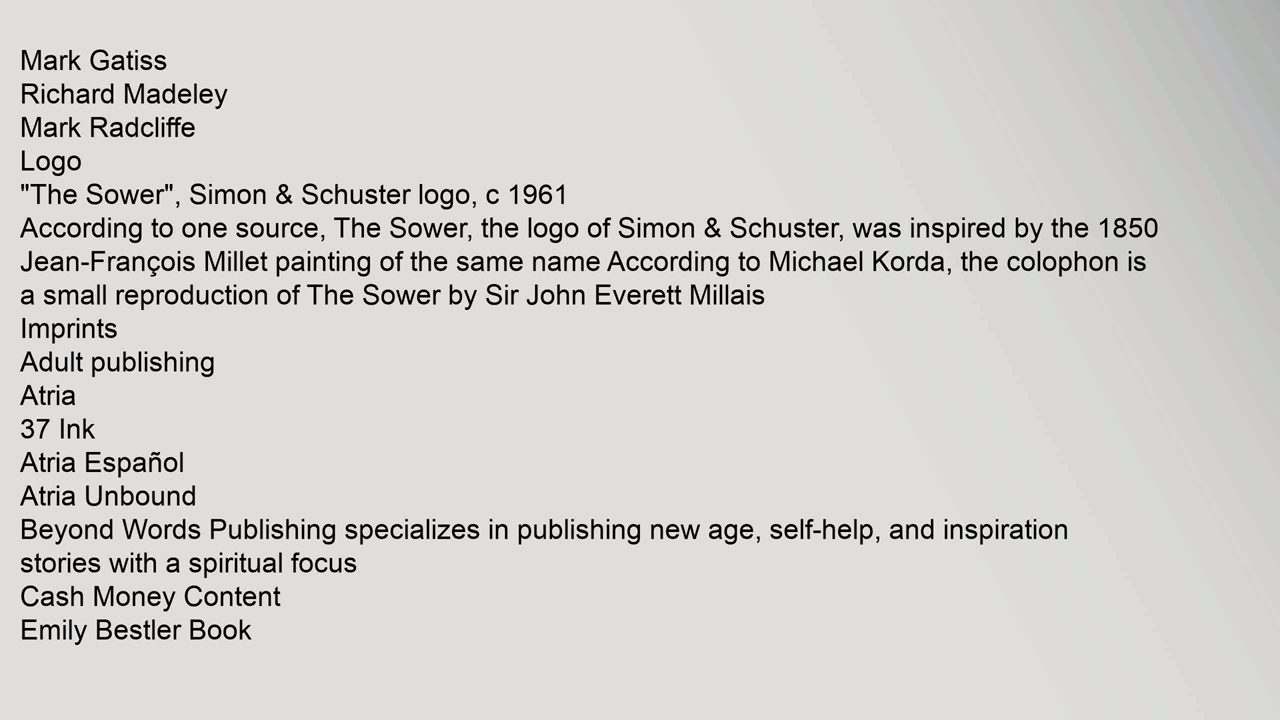 Mark Gatiss
Richard Madeley
Mark Radcliffe
Logo
"The Sower", Simon & Schuster logo, c 1961
According to one source, The Sower, the logo of Simon & Schuster, was inspired by the 1850
Jean-François Millet painting of the same name According to Michael Korda, the colophon is
a small reproduction of The Sower by Sir John Everett Millais
Imprints
Adult publishing
Atria
37 Ink
Atria Español
Atria Unbound
Beyond Words Publishing specializes in publishing new age, self-help, and inspiration
stories with a spiritual focus
Cash Money Content
Emily Bestler Book